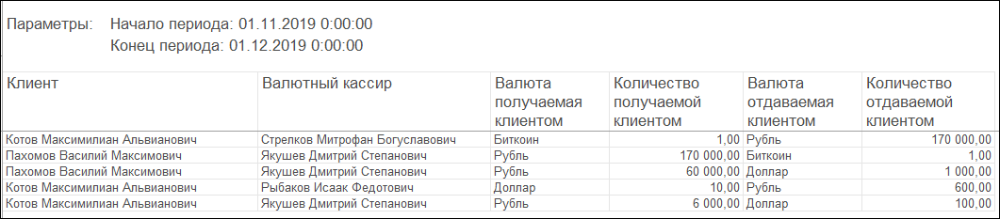 Параметры: Начало периода: 01.11.2019 0:00:00
Конец периода: 01.12.2019 0:00:00
Клиент Валютный кассир Валюта получаемая клиентом Количество получаемой клиентом Валюта отдаваемая клиентом Количество отдаваемой клиентом
Котов Максимилиан Альвианович Стрелков Митрофан Богуславович Биткоин 1,00 Рубль 170 000,00
Пахомов Василий Максимович Якушев Дмитрий Степанович Рубль 170 000,00 Биткоин 1,00
Пахомов Василий Максимович Якушев Дмитрий Степанович Рубль 60 000,00 Доллар 1 000,00
Котов Максимилиан Альвианович Рыбаков Исаак Федотович Доллар 10,00 Рубль 600,00
Котов Максимилиан Альвианович Якушев Дмитрий Степанович Рубль 6 000,00 Доллар 100,00